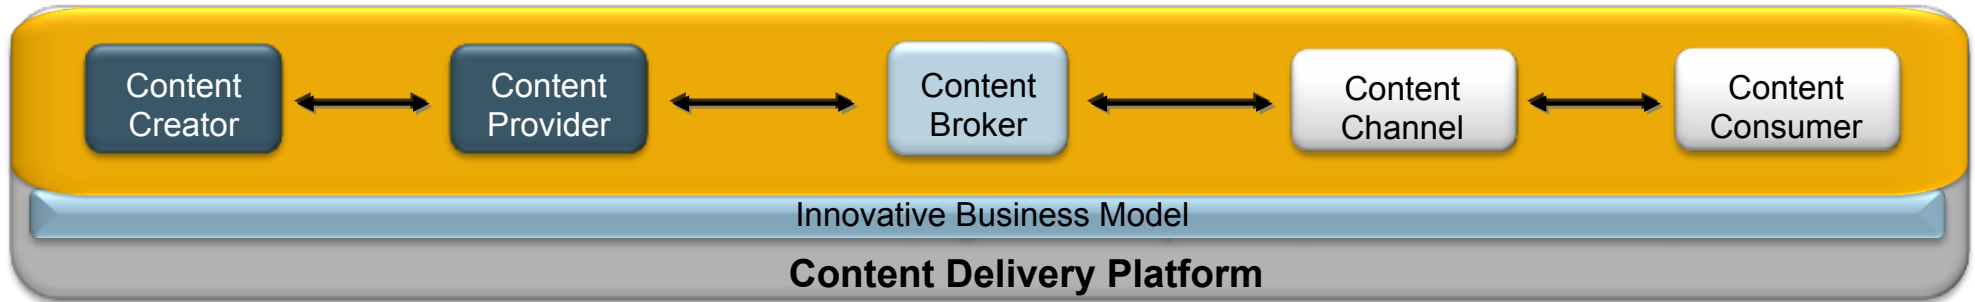 Content
Creator
Content
Provider
Content
Broker
Content
Channel
Content
Consumer
Innovative Business Model
Content Delivery Platform